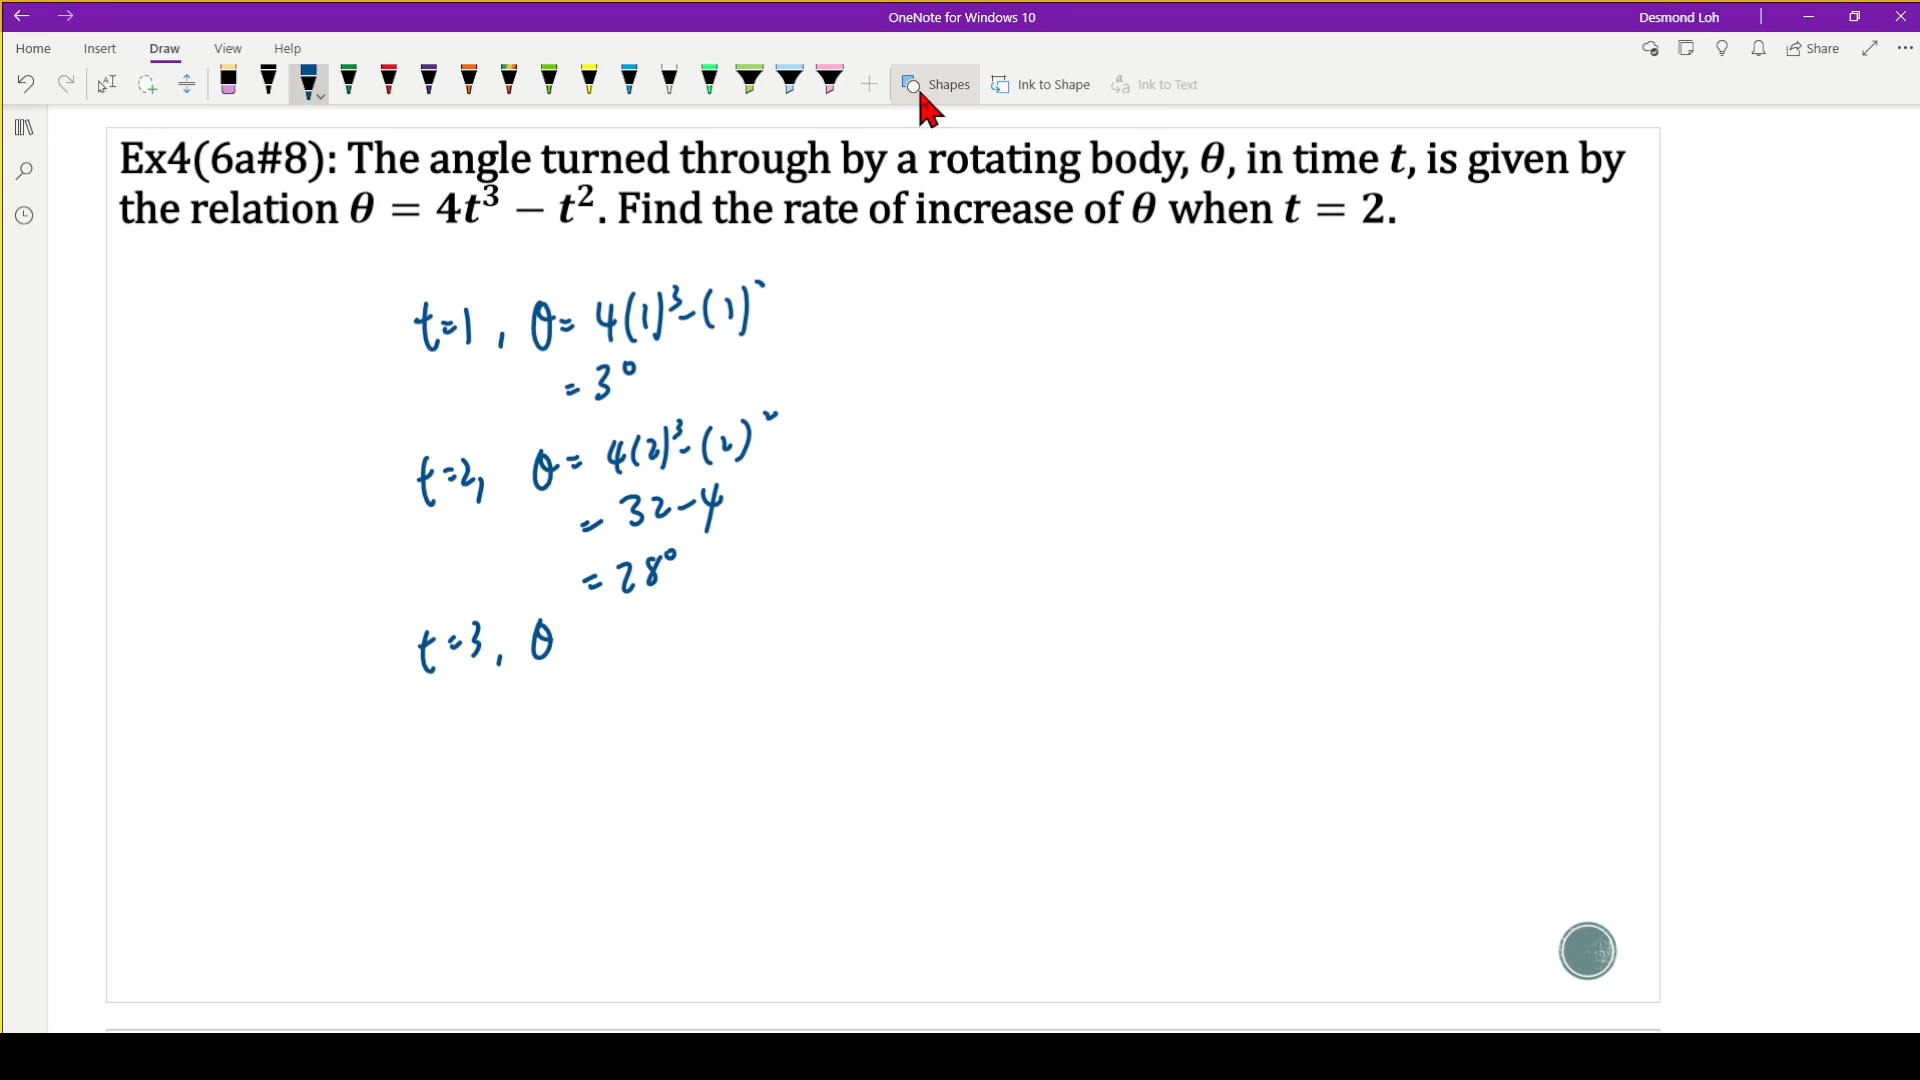 OneNote for Windows 10
Desmond Loh
Home Insert Draw View Help
Share
Shapes Ink to Shape Ink to Text
Ex4(6a#8): The angle turned through by a rotating body, θ, in time t, is given by
the relation θ = 4t³ − t². Find the rate of increase of θ when t = 2.
t=1, θ= 4(1)³-(1)²
= 3°
t=2, θ= 4(2)³-(2)²
= 32-4
= 28°
t=3, θ